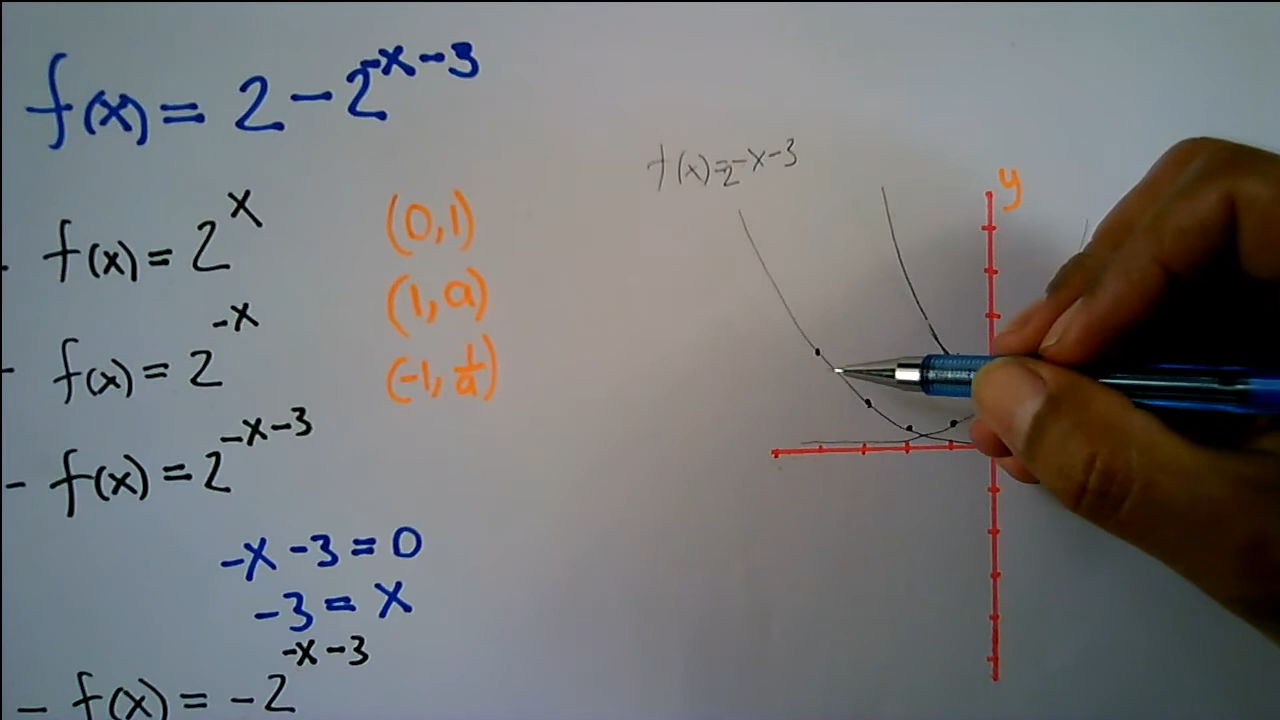 f(x) = 2 - 2^{-x-3}
f(x)=2^{-x-3}
y
- f(x) = 2^x
(0,1)
- f(x) = 2^{-x}
(1,a)
(-1, 1/a)
- f(x) = 2^{-x-3}
-x - 3 = 0
-3 = x
- f(x) = -2^{-x-3}